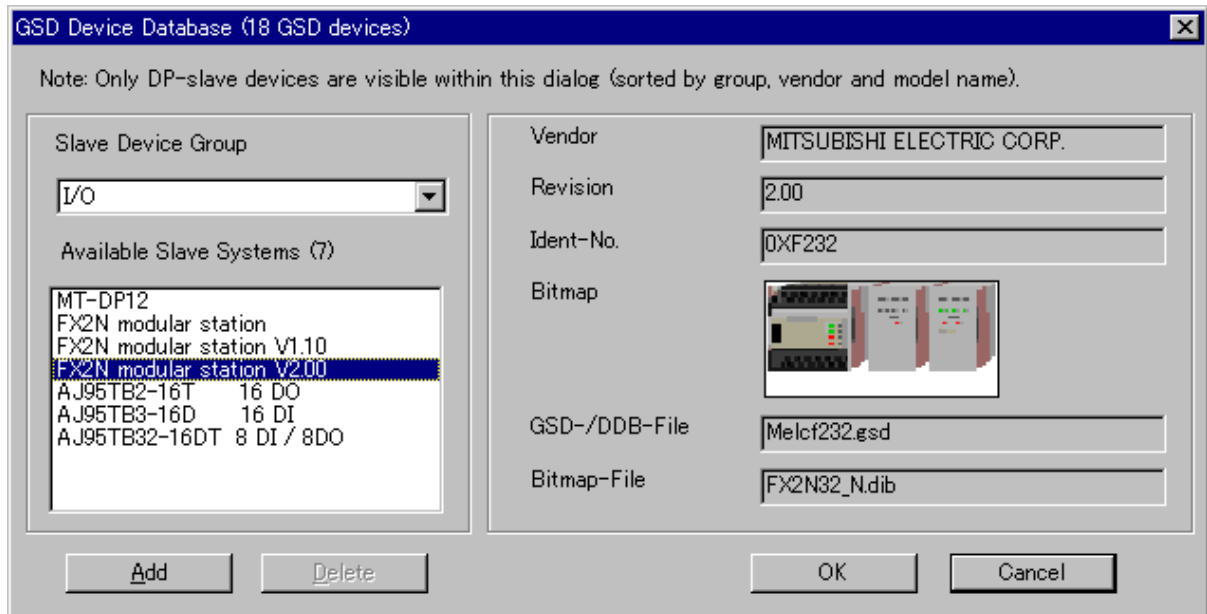 GSD Device Database (18 GSD devices)
Note: Only DP-slave devices are visible within this dialog (sorted by group, vendor and model name).
Slave Device Group
I/O
Available Slave Systems (7)
MT-DP12
FX2N modular station
FX2N modular station V1.10
FX2N modular station V2.00
AJ95TB2-16T 16 DO
AJ95TB3-16D 16 DI
AJ95TB32-16DT 8 DI / 8DO
Vendor
MITSUBISHI ELECTRIC CORP.
Revision
2.00
Ident-No.
0XF232
Bitmap
GSD-/DDB-File
Melcf232.gsd
Bitmap-File
FX2N32_N.dib
Add
Delete
OK
Cancel